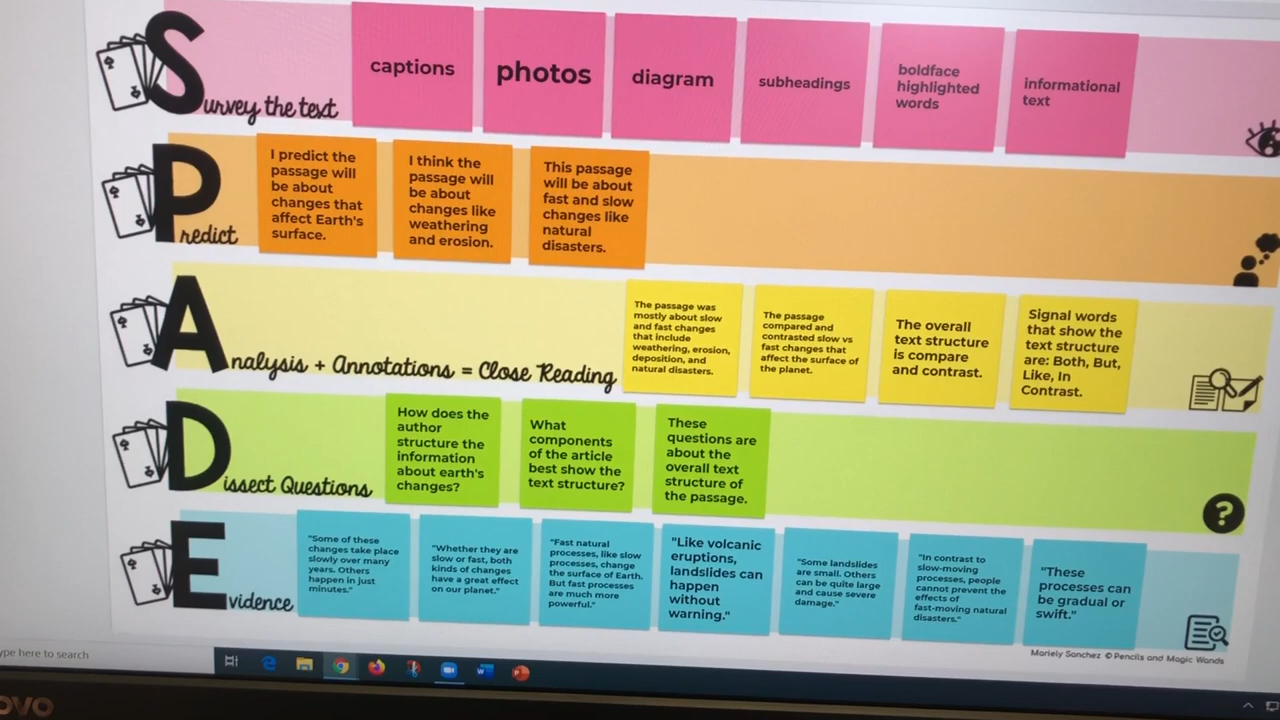 Survey the text
captions
photos
diagram
subheadings
boldface
highlighted
words
informational
text
Predict
I predict the
passage will
be about
changes that
affect Earth's
surface.
I think the
passage will
be about
changes like
weathering
and erosion.
This passage
will be about
fast and slow
changes like
natural
disasters.
Analysis + Annotations = Close Reading
The passage was
mostly about slow
and fast changes
that include
weathering, erosion,
deposition, and
natural disasters.
The passage
compared and
contrasted slow vs
fast changes that
affect the surface of
the planet.
The overall
text structure
is compare
and contrast.
Signal words
that show the
text structure
are: Both, But,
Like, In
Contrast.
Dissect Questions
How does the
author
structure the
information
about earth's
changes?
What
components
of the article
best show the
text structure?
These
questions are
about the
overall text
structure of
the passage.
?
Evidence
"Some of these
changes take place
slowly over many
years. Others
happen in just
minutes."
"Whether they are
slow or fast, both
kinds of changes
have a great effect
on our planet."
"Fast natural
processes, like slow
processes, change
the surface of Earth.
But fast processes
are much more
powerful."
"Like volcanic
eruptions,
landslides can
happen
without
warning."
"Some landslides
are small. Others
can be quite large
and cause severe
damage."
"In contrast to
slow-moving
processes, people
cannot prevent the
effects of
fast-moving natural
disasters."
"These
processes can
be gradual or
swift."
Mariely Sanchez © Pencils and Magic Wands
ype here to search
ovo